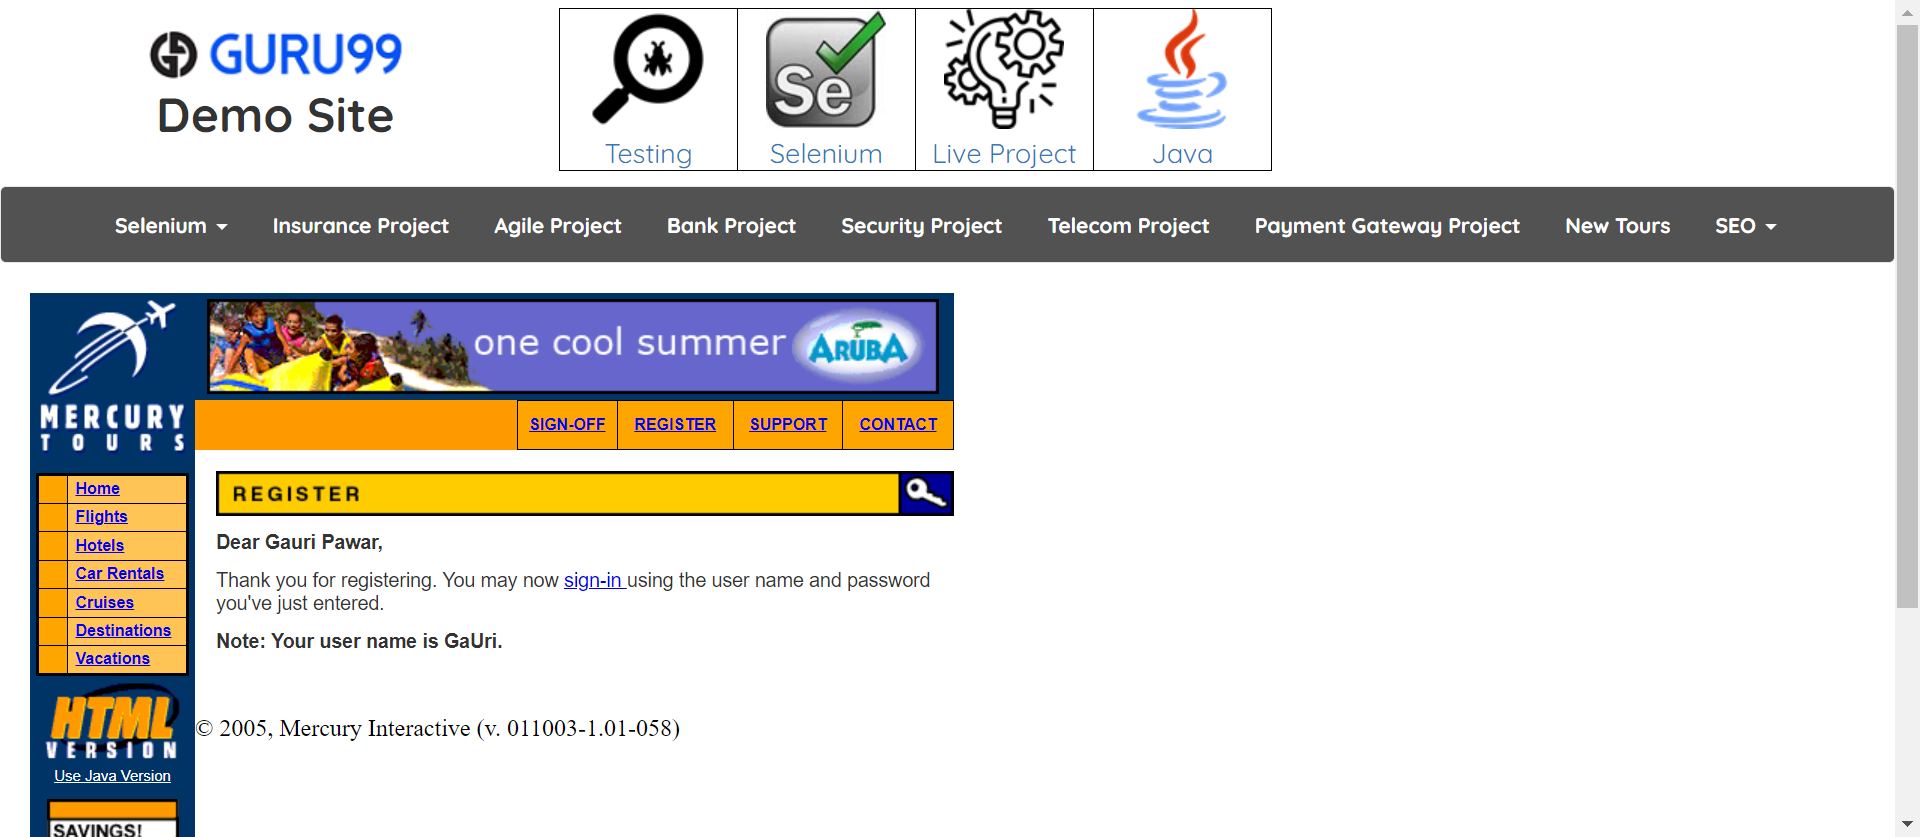 GURU99
Demo Site
Se
Testing
Selenium
Live Project
Java
Selenium
Insurance Project
Agile Project
Bank Project
Security Project
Telecom Project
Payment Gateway Project
New Tours
SEO
MERCURY
TOURS
one cool summer
ARUBA
SIGN-OFF
REGISTER
SUPPORT
CONTACT
Home
Flights
Hotels
Car Rentals
Cruises
Destinations
Vacations
HTML
VERSION
Use Java Version
SAVINGS!
REGISTER
Dear Gauri Pawar,
Thank you for registering. You may now sign-in using the user name and password
you've just entered.
Note: Your user name is GaUri.
© 2005, Mercury Interactive (v. 011003-1.01-058)